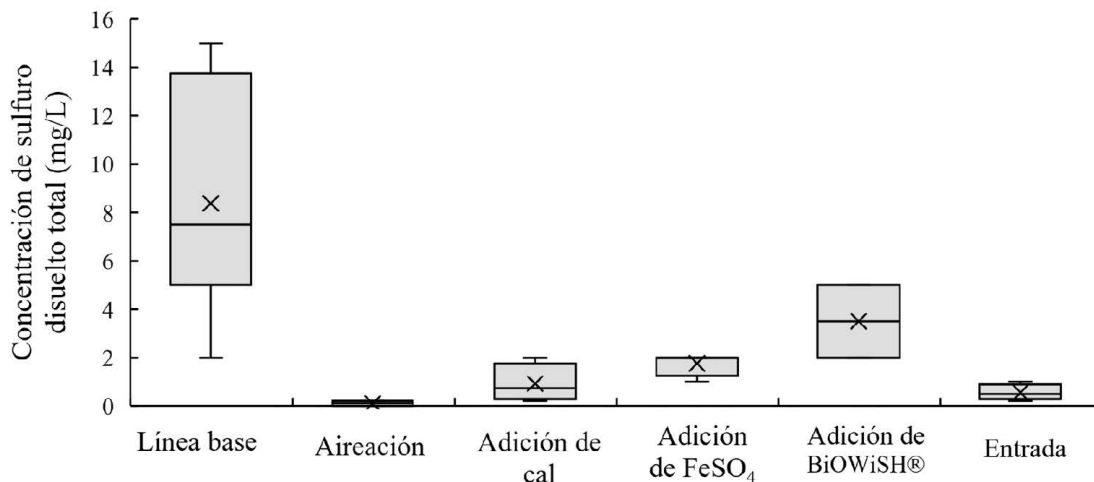 Concentración de sulfuro
disuelto total (mg/L)
16
14
12
10
8
6
4
2
0
Línea base
Aireación
Adición de
cal
Adición
de FeSO₄
Adición de
BiOWiSH®
Entrada